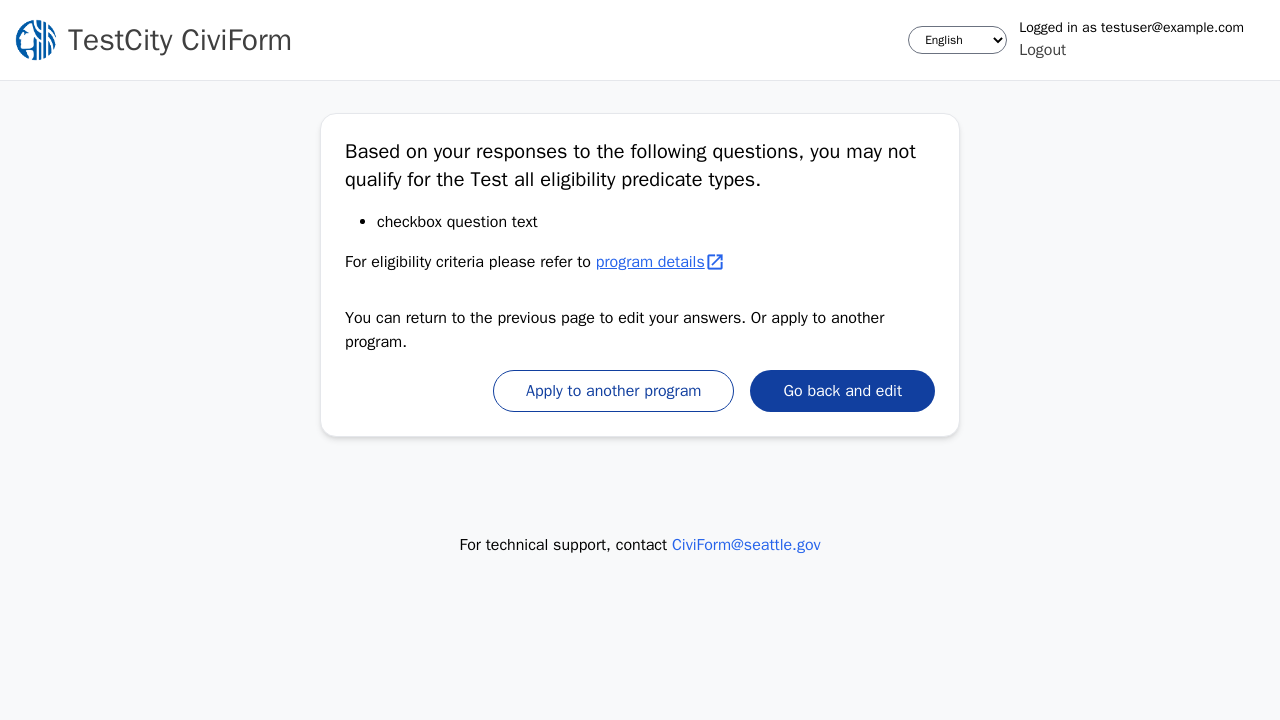 TestCity CiviForm
English
Logged in as testuser@example.com
Logout
Based on your responses to the following questions, you may not
qualify for the Test all eligibility predicate types.
• checkbox question text
For eligibility criteria please refer to program details
You can return to the previous page to edit your answers. Or apply to another
program.
Apply to another program
Go back and edit
For technical support, contact CiviForm@seattle.gov